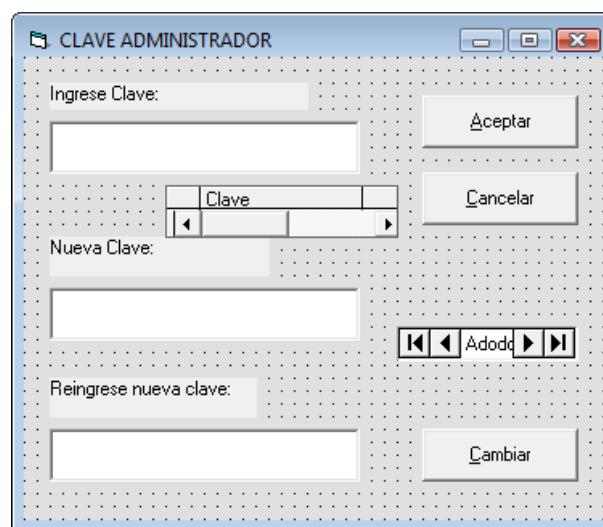 CLAVE ADMINISTRADOR
Ingrese Clave:
Aceptar
Clave
Cancelar
Nueva Clave:
Adodc
Reingrese nueva clave:
Cambiar